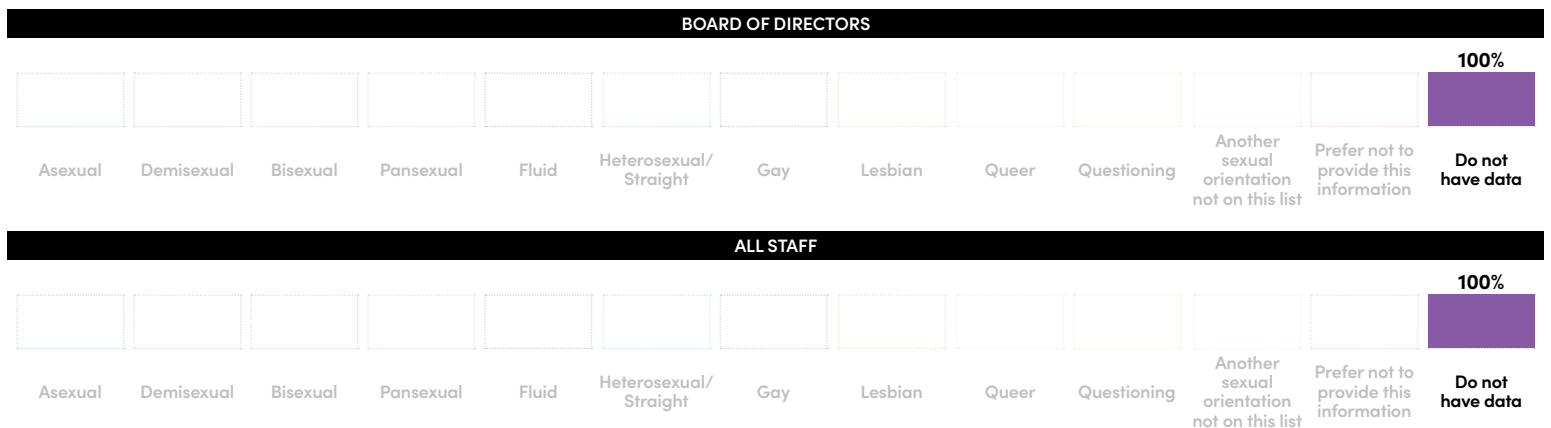 BOARD OF DIRECTORS
100%
Asexual
Demisexual
Bisexual
Pansexual
Fluid
Heterosexual/
Straight
Gay
Lesbian
Queer
Questioning
Another
sexual
orientation
not on this list
Prefer not to
provide this
information
Do not
have data
ALL STAFF
100%
Asexual
Demisexual
Bisexual
Pansexual
Fluid
Heterosexual/
Straight
Gay
Lesbian
Queer
Questioning
Another
sexual
orientation
not on this list
Prefer not to
provide this
information
Do not
have data